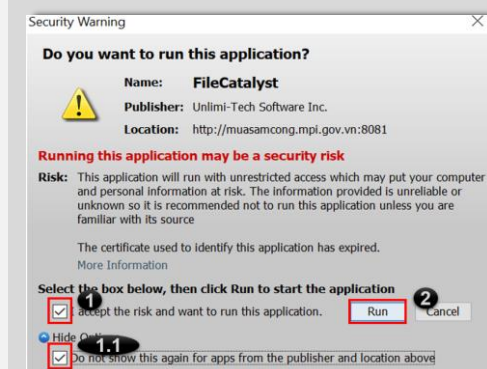 Security Warning
Do you want to run this application?
Name: FileCatalyst
Publisher: Unlimi-Tech Software Inc.
Location: http://muasamcong.mpi.gov.vn:8081
Running this application may be a security risk
Risk: This application will run with unrestricted access which may put your computer
and personal information at risk. The information provided is unreliable or
unknown so it is recommended not to run this application unless you are
familiar with its source
The certificate used to identify this application has expired.
More Information
Select the box below, then click Run to start the application
1 accept the risk and want to run this application. Run 2 Cancel
Hide
1.1
Do not show this again for apps from the publisher and location above